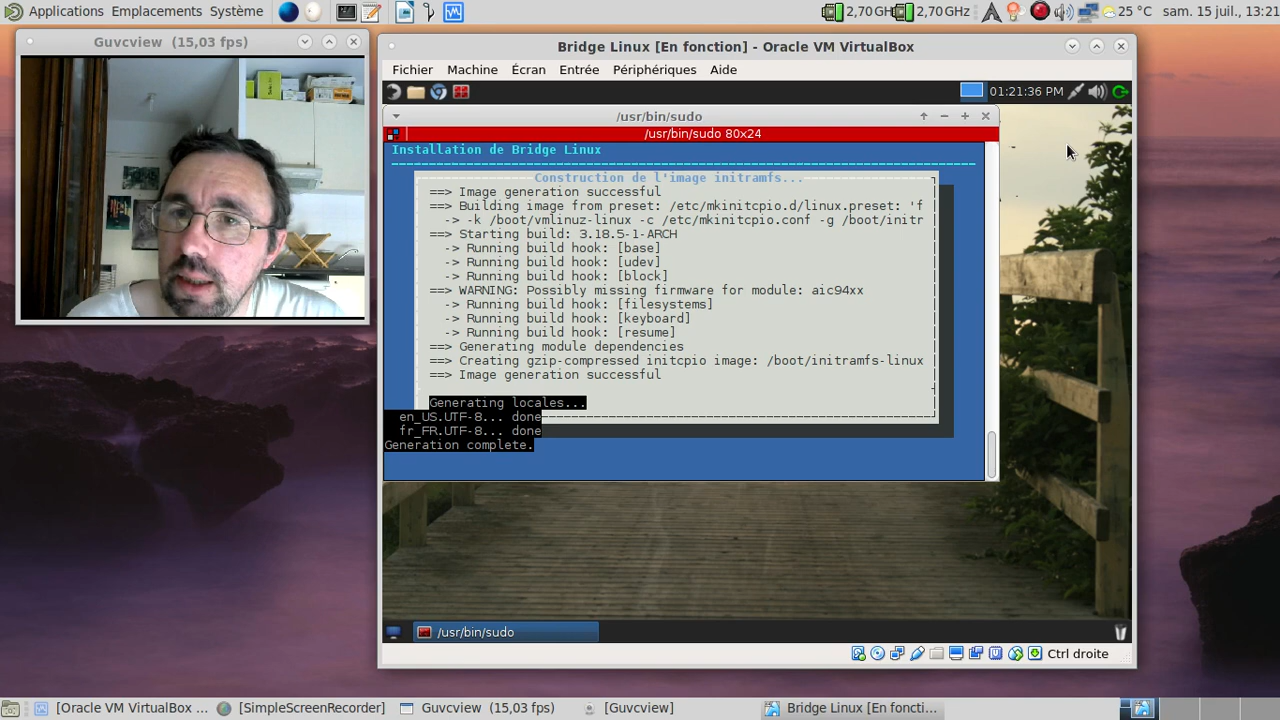 Applications Emplacements Système
2,70 GHz 2,70 GHz
25 °C sam. 15 juil., 13:21
Guvcview (15,03 fps)
Bridge Linux [En fonction] - Oracle VM VirtualBox
Fichier Machine Écran Entrée Périphériques Aide
01:21:36 PM
/usr/bin/sudo
/usr/bin/sudo 80x24
Installation de Bridge Linux
Construction de l'image initramfs...
==> Image generation successful
==> Building image from preset: /etc/mkinitcpio.d/linux.preset: 'f
-> -k /boot/vmlinuz-linux -c /etc/mkinitcpio.conf -g /boot/initr
==> Starting build: 3.18.5-1-ARCH
-> Running build hook: [base]
-> Running build hook: [udev]
-> Running build hook: [block]
==> WARNING: Possibly missing firmware for module: aic94xx
-> Running build hook: [filesystems]
-> Running build hook: [keyboard]
-> Running build hook: [resume]
==> Generating module dependencies
==> Creating gzip-compressed initcpio image: /boot/initramfs-linux
==> Image generation successful
Generating locales...
en_US.UTF-8... done
fr_FR.UTF-8... done
Generation complete.
/usr/bin/sudo
Ctrl droite
[Oracle VM VirtualBox ... [SimpleScreenRecorder] Guvcview (15,03 fps) [Guvcview] Bridge Linux [En foncti...